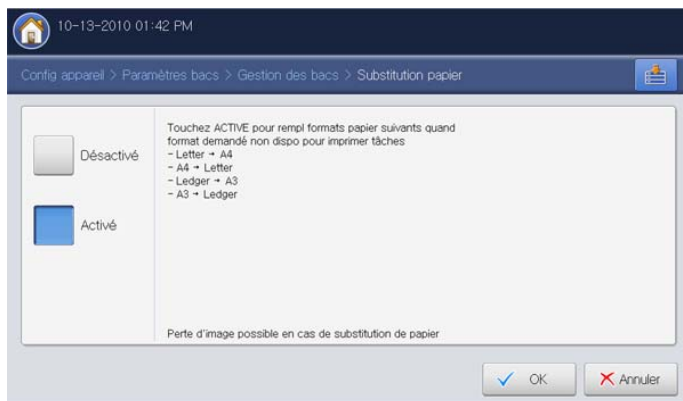 10-13-2010 01:42 PM
Config appareil > Paramètres bacs > Gestion des bacs > Substitution papier
Désactivé
Activé
Touchez ACTIVE pour rempl formats papier suivants quand
format demandé non dispo pour imprimer tâches
- Letter → A4
- A4 → Letter
- Ledger → A3
- A3 → Ledger
Perte d'image possible en cas de substitution de papier
OK
Annuler